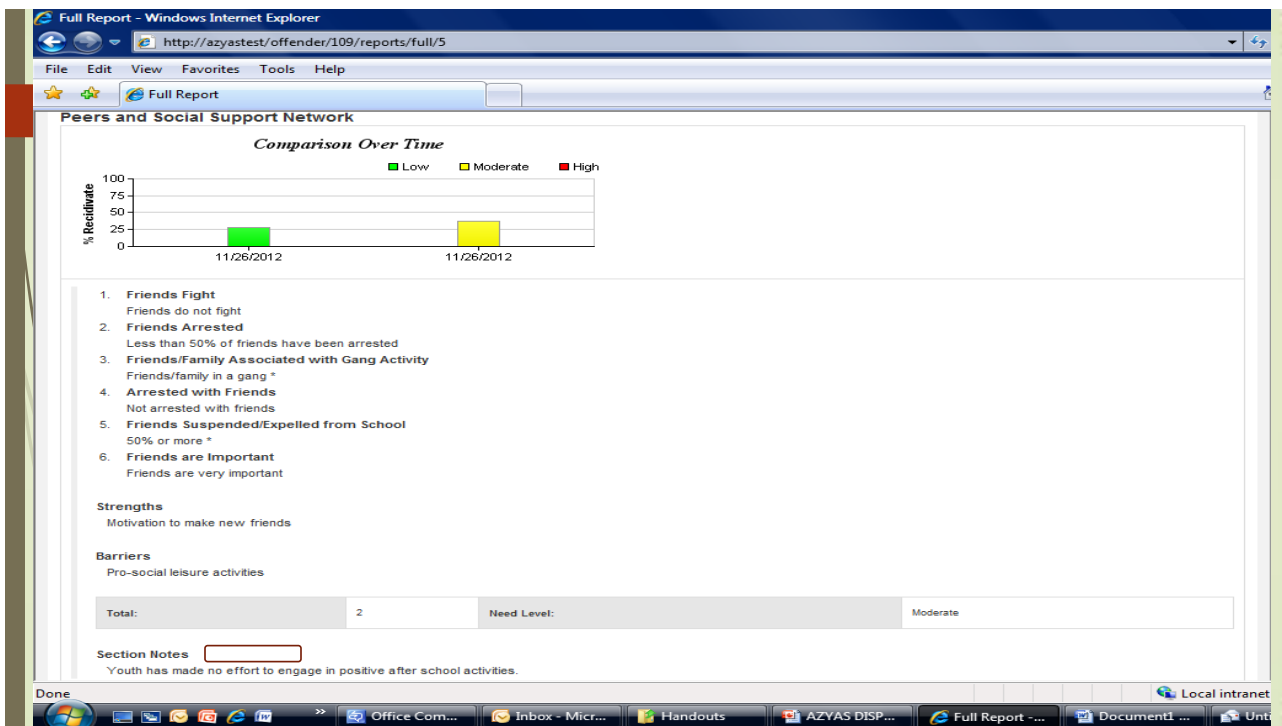 Full Report - Windows Internet Explorer
http://azyastest/offender/109/reports/full/5
File Edit View Favorites Tools Help
Full Report
Peers and Social Support Network
Comparison Over Time
Low Moderate High
% Recidivate
100
75
50
25
0
11/26/2012 11/26/2012
1. Friends Fight
Friends do not fight
2. Friends Arrested
Less than 50% of friends have been arrested
3. Friends/Family Associated with Gang Activity
Friends/family in a gang *
4. Arrested with Friends
Not arrested with friends
5. Friends Suspended/Expelled from School
50% or more *
6. Friends are Important
Friends are very important
Strengths
Motivation to make new friends
Barriers
Pro-social leisure activities
Total: 2 Need Level: Moderate
Section Notes
Youth has made no effort to engage in positive after school activities.
Done Local intranet
» Office Com... Inbox - Micr... Handouts AZYAS DISP... Full Report -... Document1 ... Unti